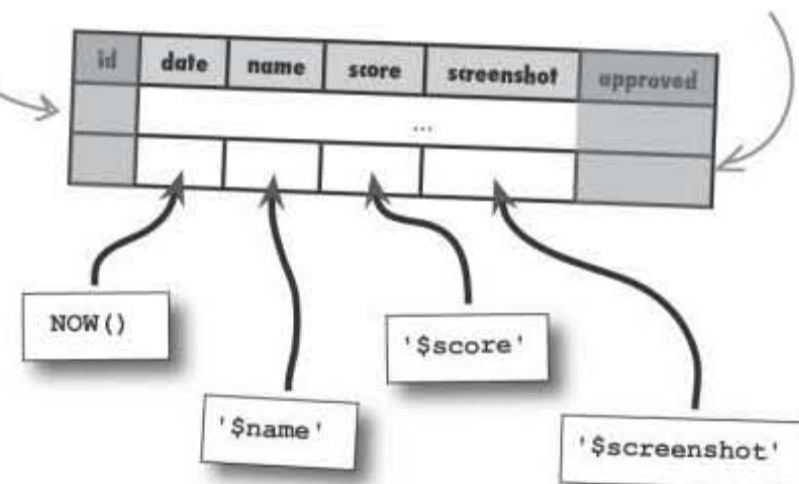 id date name score screenshot approved
...
NOW()
'$score'
'$name'
'$screenshot'